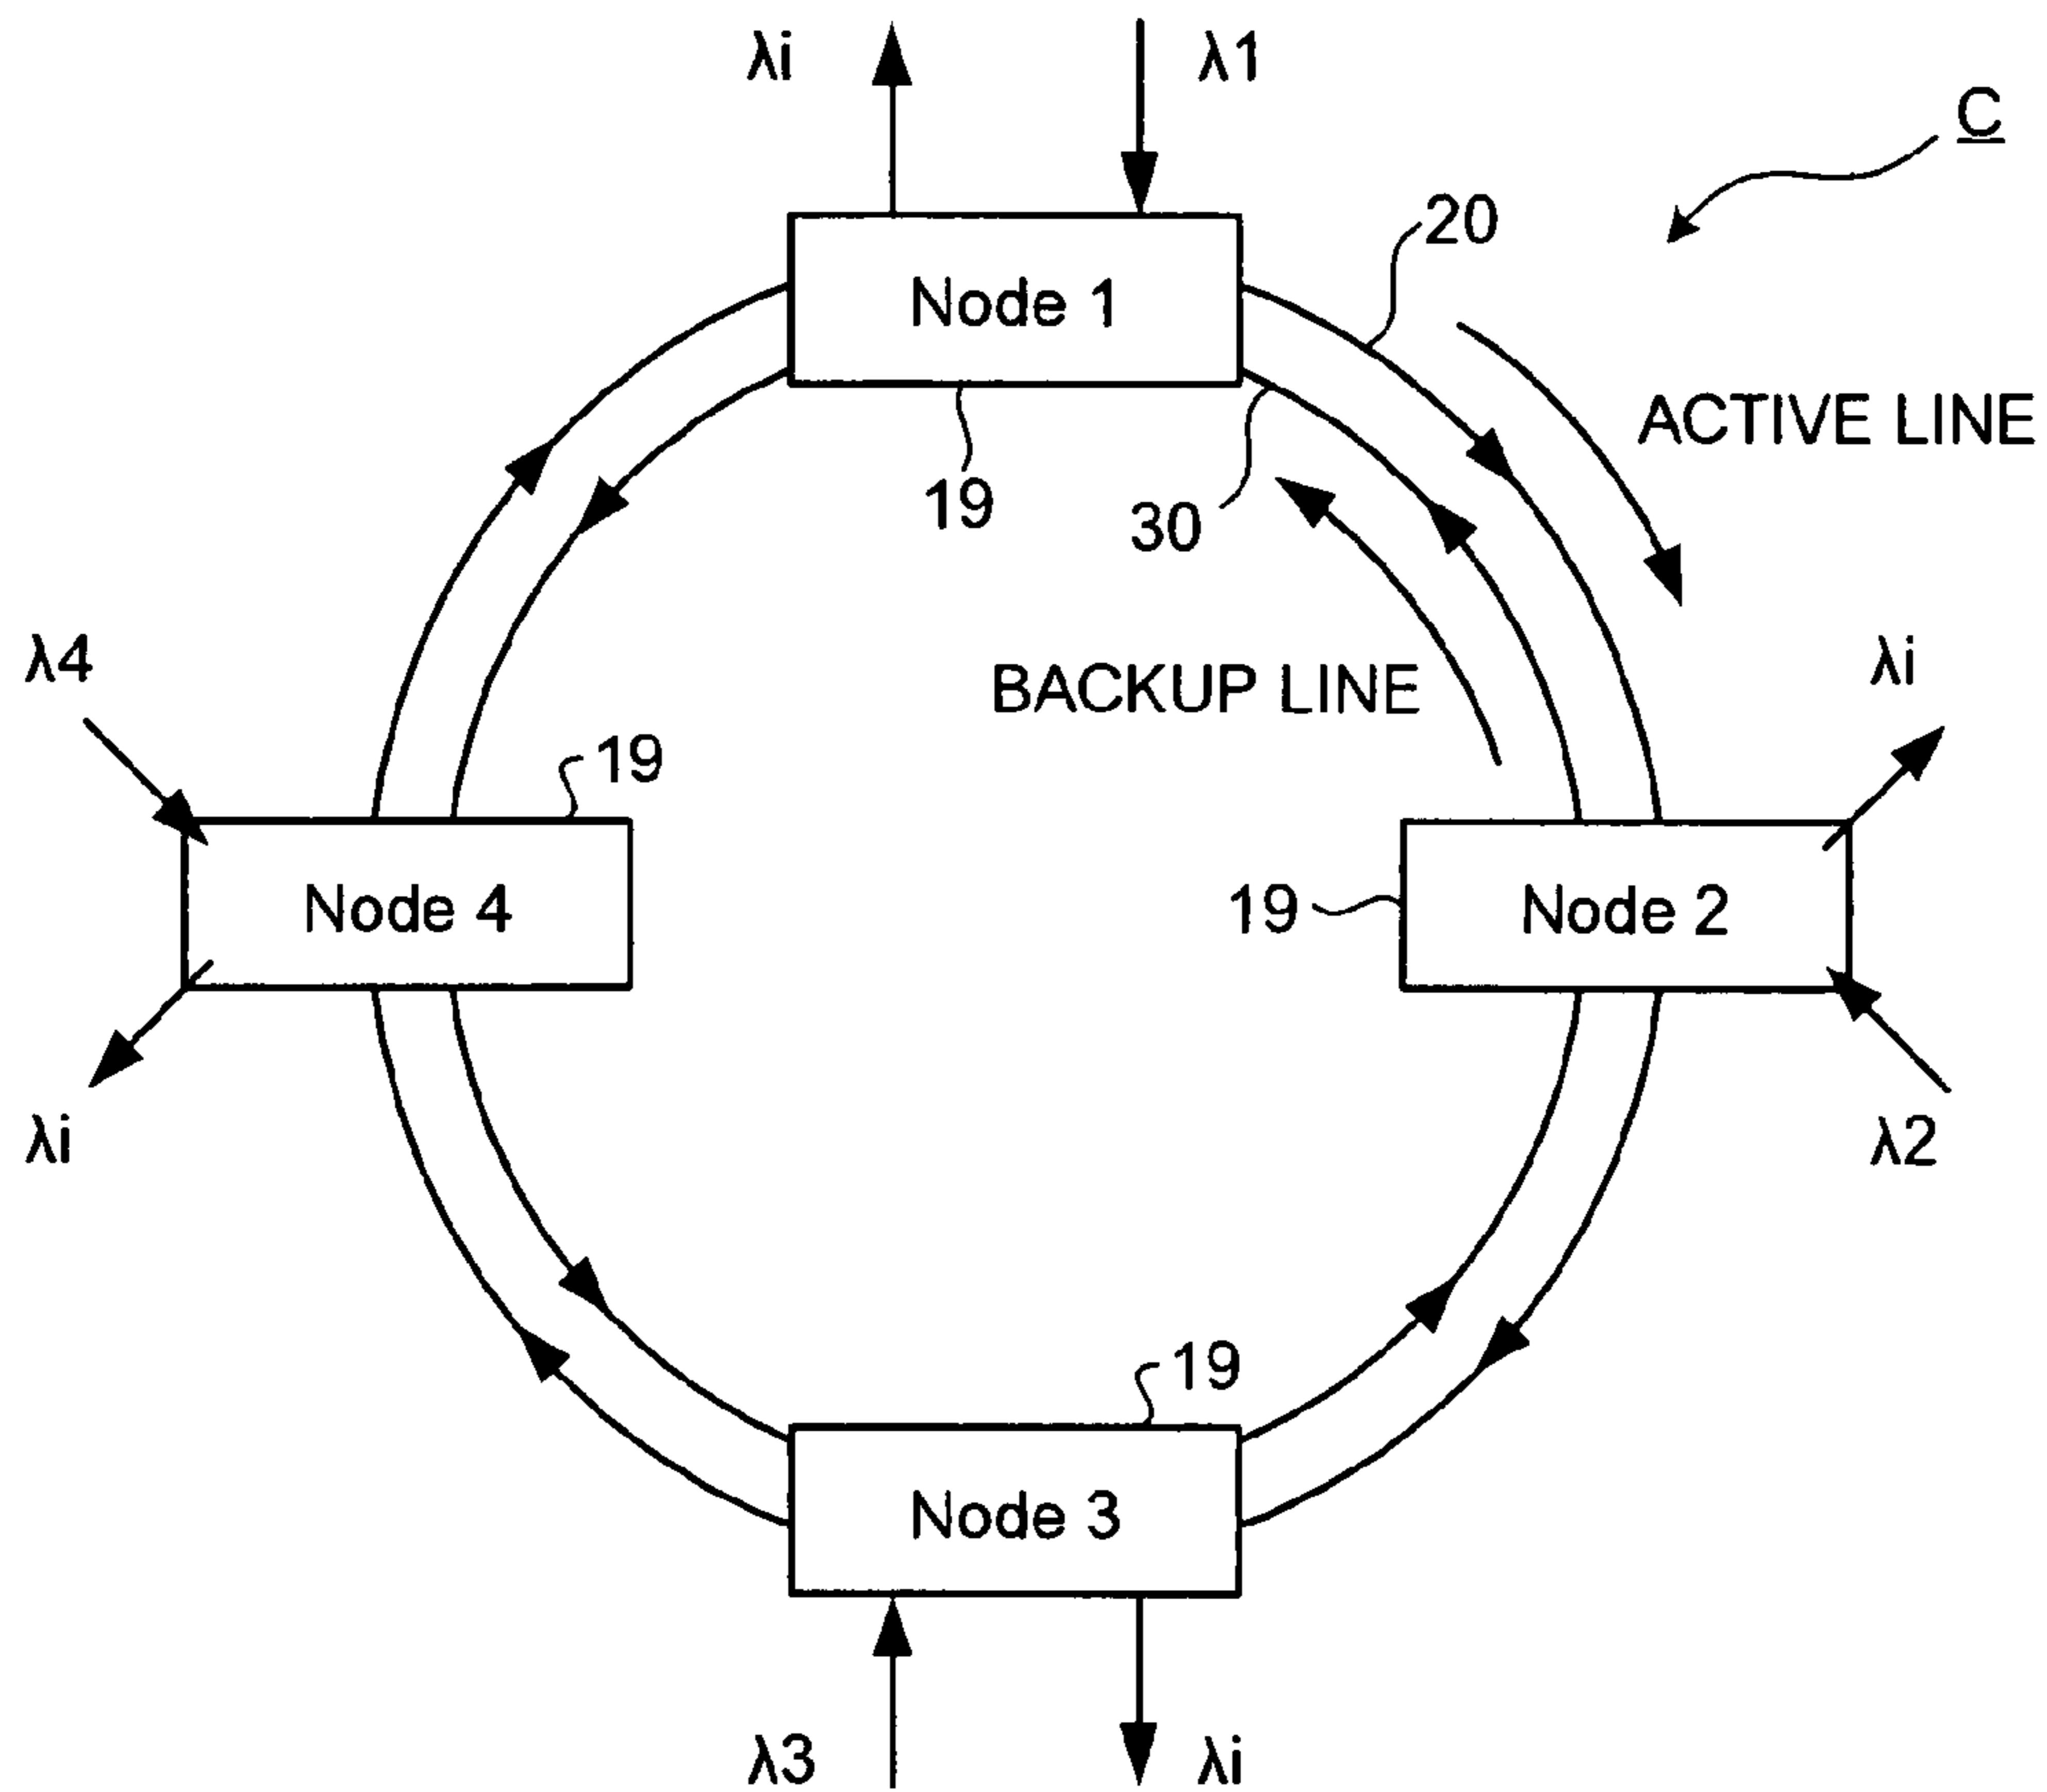 λi
λ1
C
20
Node 1
ACTIVE LINE
19
30
λ4
BACKUP LINE
λi
19
Node 4
19
Node 2
λi
λ2
19
Node 3
λ3
λi